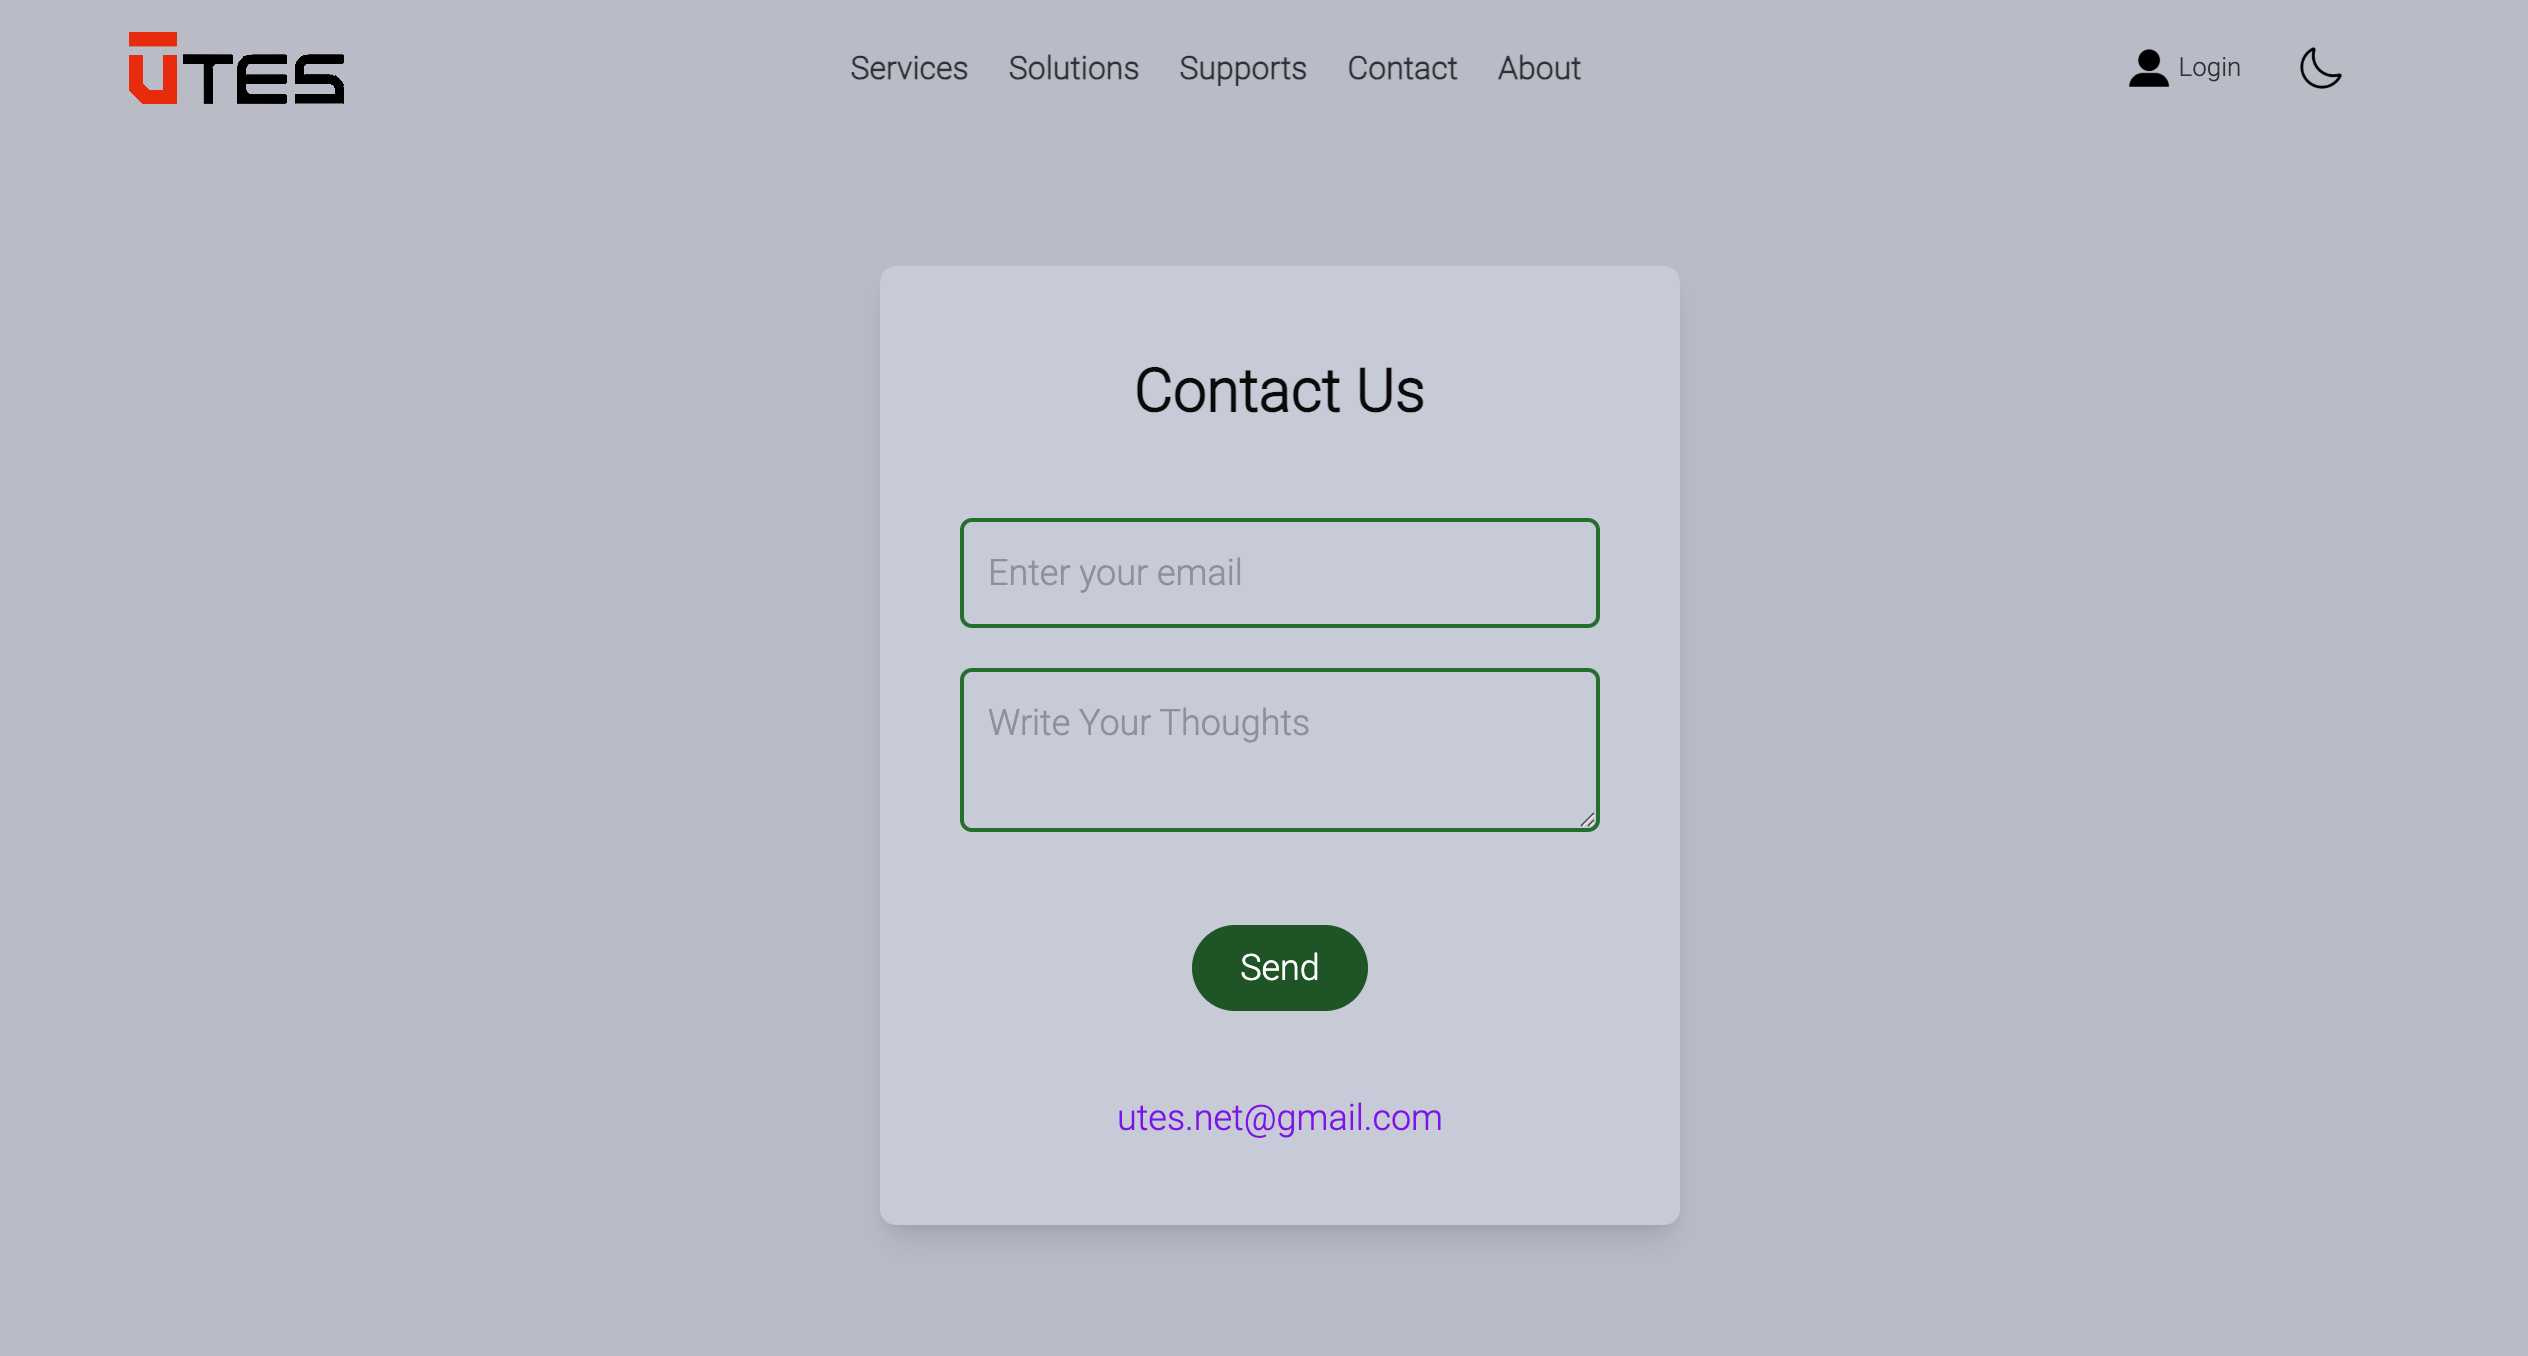 UTES
Services Solutions Supports Contact About
Login
Contact Us
Enter your email
Write Your Thoughts
Send
utes.net@gmail.com